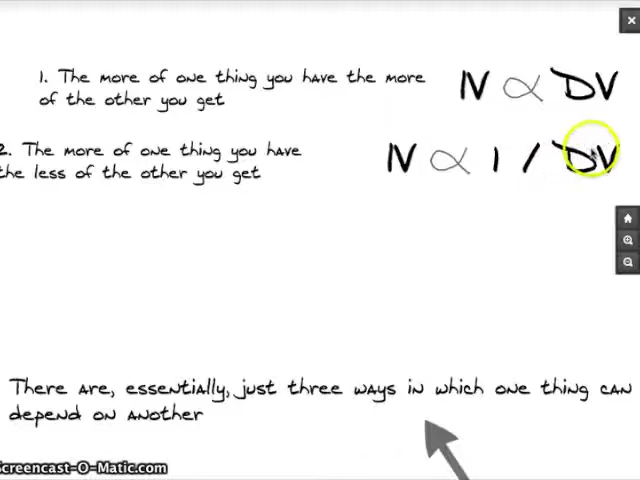 1. The more of one thing you have the more
of the other you get
IV ∝ DV
2. The more of one thing you have
the less of the other you get
IV ∝ 1 / DV
There are, essentially, just three ways in which one thing can
depend on another
Screencast-O-Matic.com